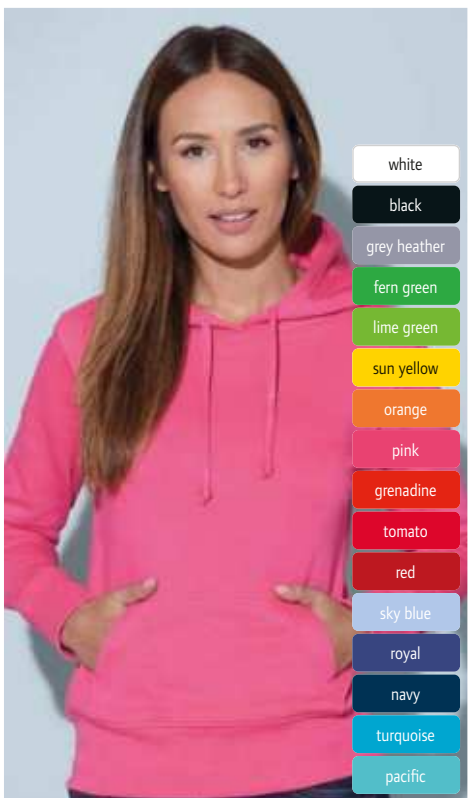 white
black
grey heather
fern green
lime green
sun yellow
orange
pink
grenadine
tomato
red
sky blue
royal
navy
turquoise
pacific